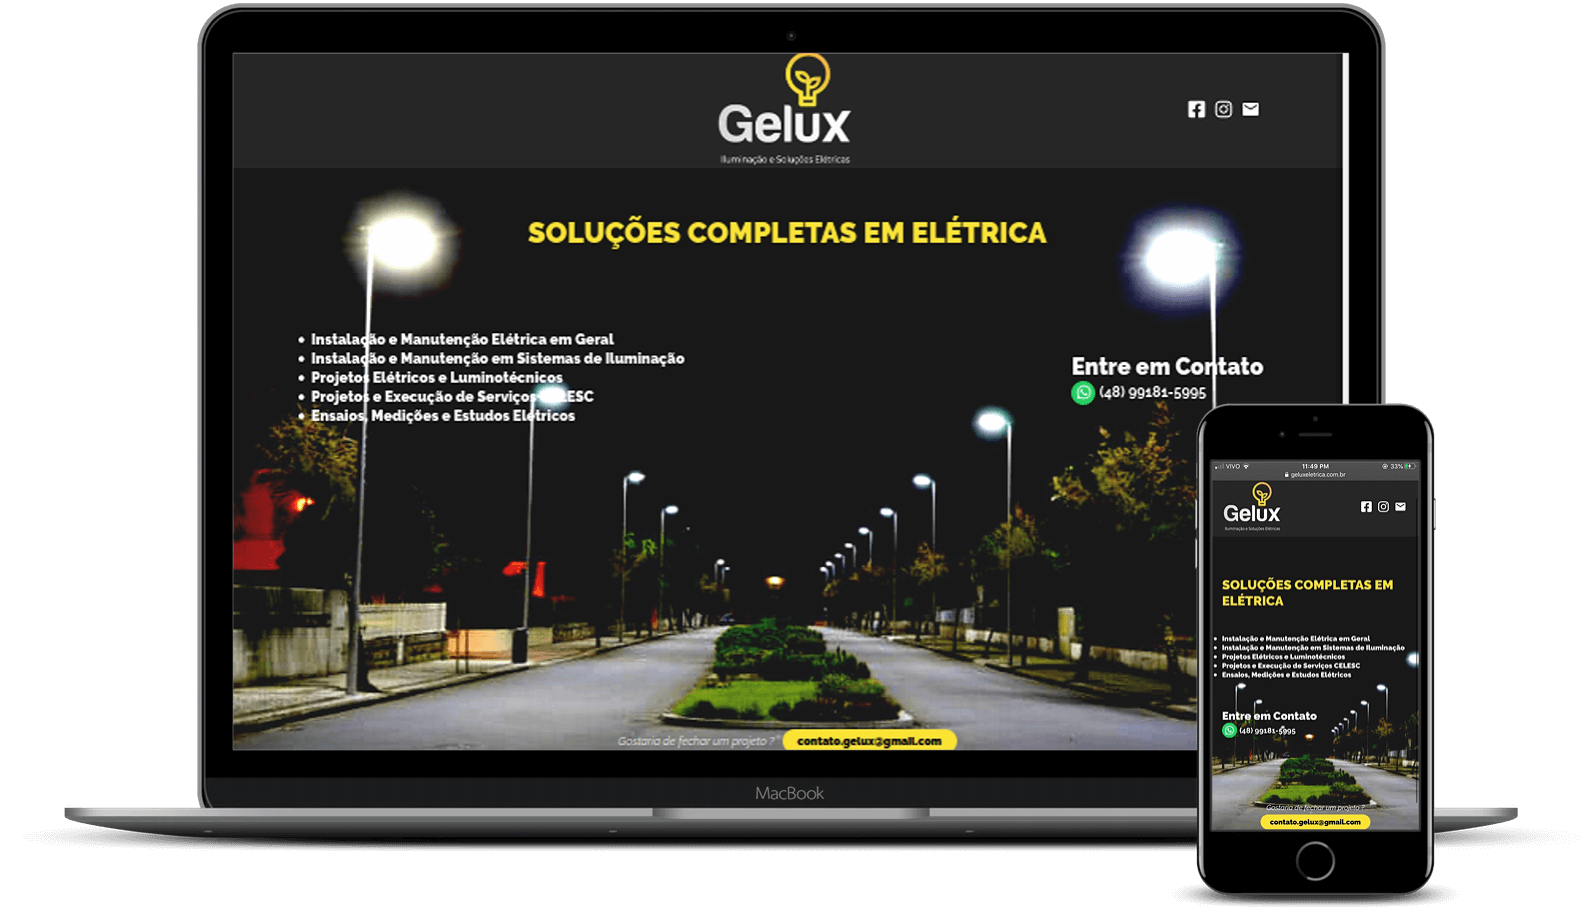 Gelux
Iluminação e Soluções Elétricas
SOLUÇÕES COMPLETAS EM ELÉTRICA
Instalação e Manutenção Elétrica em Geral
Instalação e Manutenção em Sistemas de Iluminação
Projetos Elétricos e Luminotécnicos
Projetos e Execução de Serviços CELESC
Ensaios, Medições e Estudos Elétricos
Entre em Contato
(48) 99181-5995
Gostaria de fechar um projeto ?
contato.gelux@gmail.com
MacBook
VIVO 11:49 PM 33%
geluxeletrica.com.br
Gelux
Iluminação e Soluções Elétricas
SOLUÇÕES COMPLETAS EM
ELÉTRICA
Instalação e Manutenção Elétrica em Geral
Instalação e Manutenção em Sistemas de Iluminação
Projetos Elétricos e Luminotécnicos
Projetos e Execução de Serviços CELESC
Ensaios, Medições e Estudos Elétricos
Entre em Contato
(48) 99181-5995
Gostaria de fechar um projeto ?
contato.gelux@gmail.com